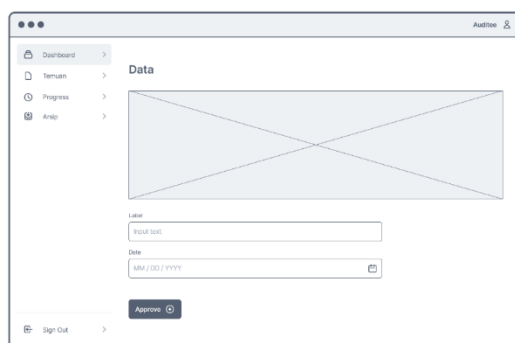 Auditee
Dashboard
Temuan
Progress
Arsip
Sign Out
Data
Label
Input text
Date
MM / DD / YYYY
Approve